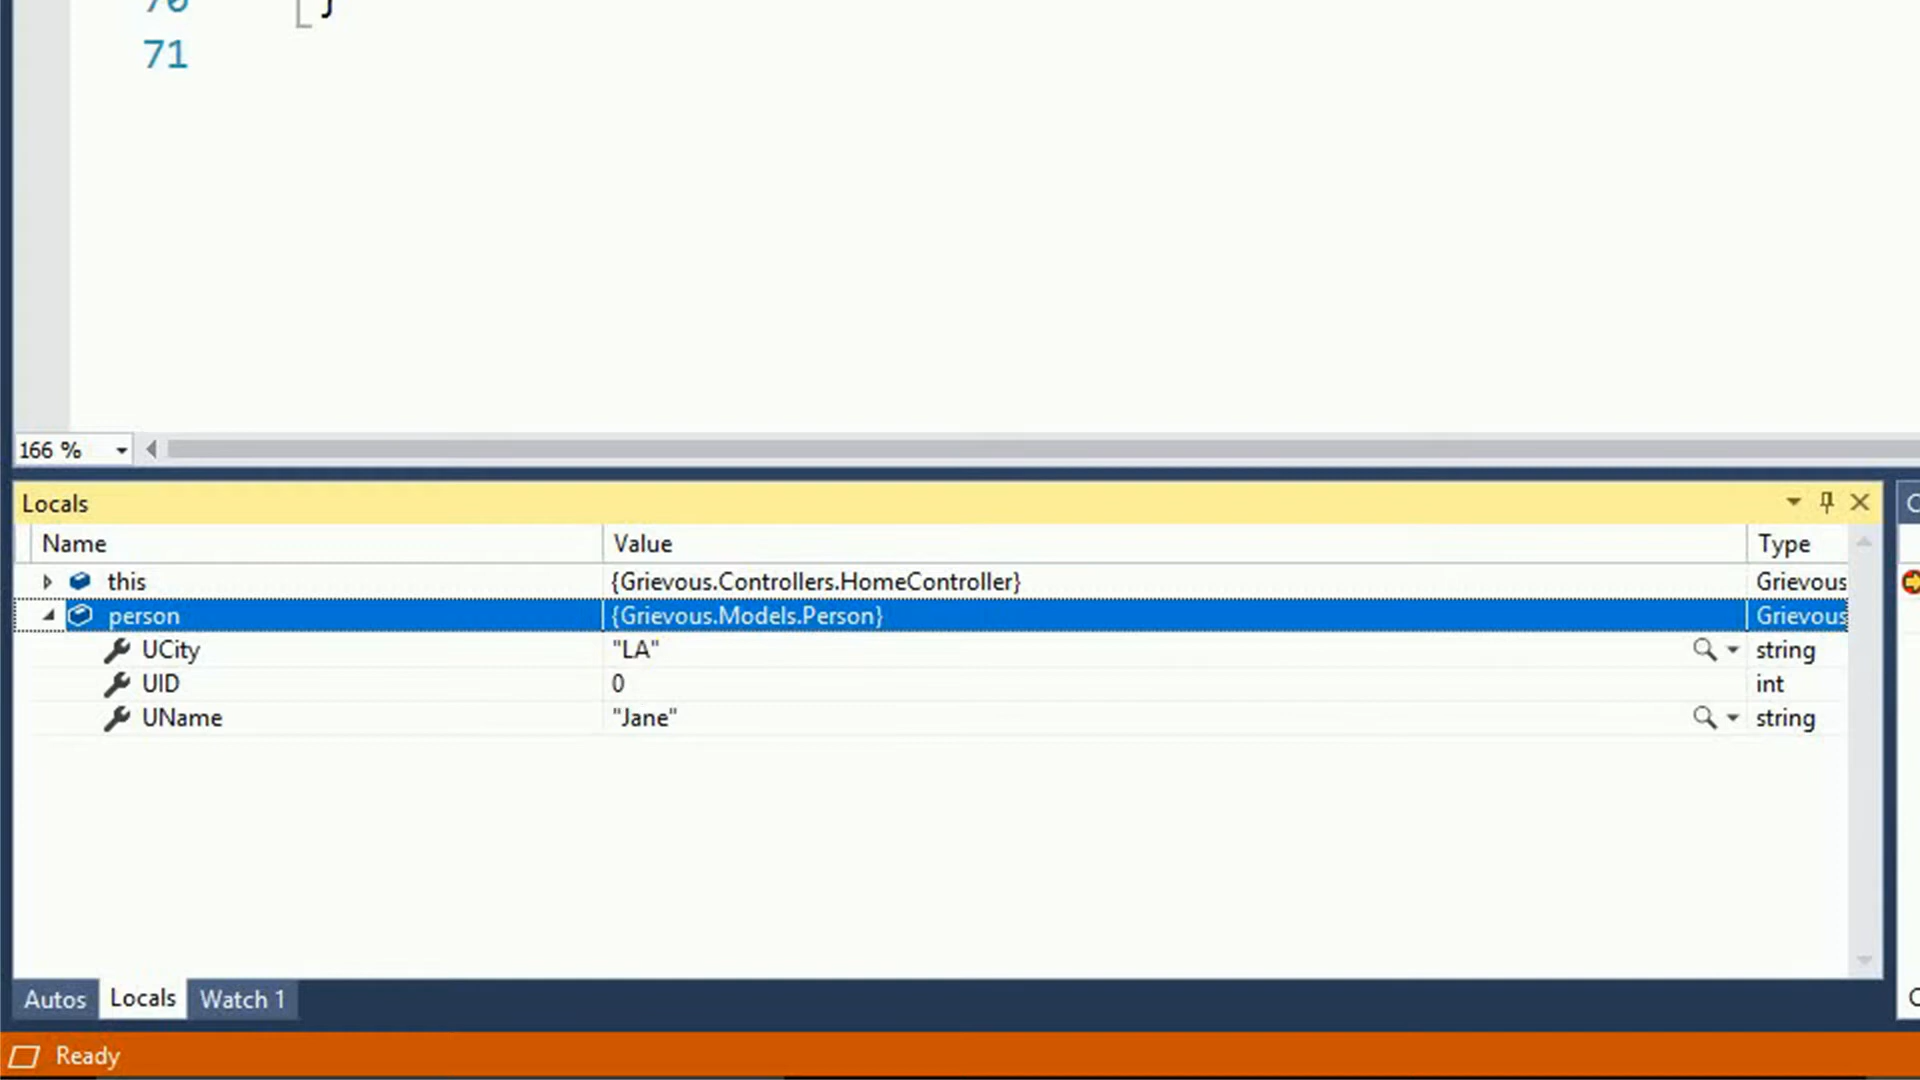 70 }
71
166 %
Locals
Name Value Type
this {Grievous.Controllers.HomeController} Grievous
person {Grievous.Models.Person} Grievous
UCity "LA" string
UID 0 int
UName "Jane" string
Autos Locals Watch 1
Ready